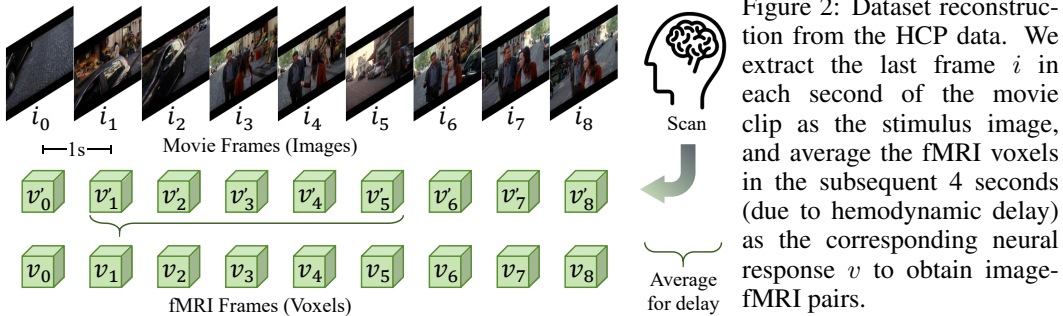 i₀ i₁ i₂ i₃ i₄ i₅ i₆ i₇ i₈
1s
Movie Frames (Images)
v′₀ v′₁ v′₂ v′₃ v′₄ v′₅ v′₆ v′₇ v′₈
v₀ v₁ v₂ v₃ v₄ v₅ v₆ v₇ v₈
fMRI Frames (Voxels)
Scan
Average
for delay
Figure 2: Dataset reconstruc-
tion from the HCP data. We
extract the last frame i in
each second of the movie
clip as the stimulus image,
and average the fMRI voxels
in the subsequent 4 seconds
(due to hemodynamic delay)
as the corresponding neural
response v to obtain image-
fMRI pairs.